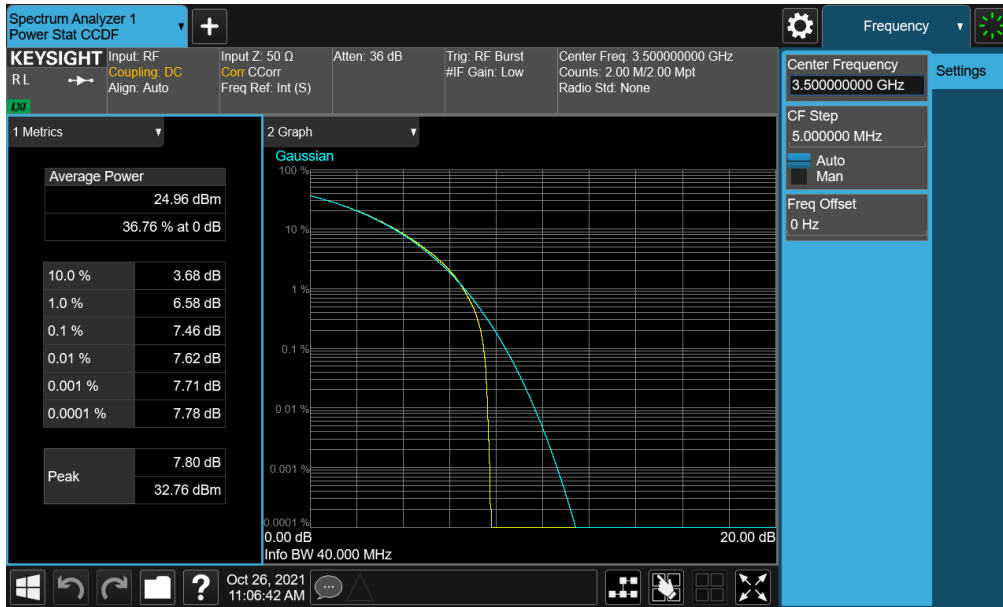 Spectrum Analyzer 1
Power Stat CCDF
Frequency
KEYSIGHT
Input: RF
Input Z: 50 Ω
Atten: 36 dB
Trig: RF Burst
Center Freq: 3.500000000 GHz
R L
Coupling: DC
Corr CCorr
#IF Gain: Low
Counts: 2.00 M/2.00 Mpt
Align: Auto
Freq Ref: Int (S)
Radio Std: None
LXI
Center Frequency
3.500000000 GHz
Settings
CF Step
5.000000 MHz
Auto
Man
Freq Offset
0 Hz
1 Metrics
Average Power
24.96 dBm
36.76 % at 0 dB
10.0 % 3.68 dB
1.0 % 6.58 dB
0.1 % 7.46 dB
0.01 % 7.62 dB
0.001 % 7.71 dB
0.0001 % 7.78 dB
Peak
7.80 dB
32.76 dBm
2 Graph
Gaussian
100 %
10 %
1 %
0.1 %
0.01 %
0.001 %
0.0001 %
0.00 dB 20.00 dB
Info BW 40.000 MHz
Oct 26, 2021
11:06:42 AM